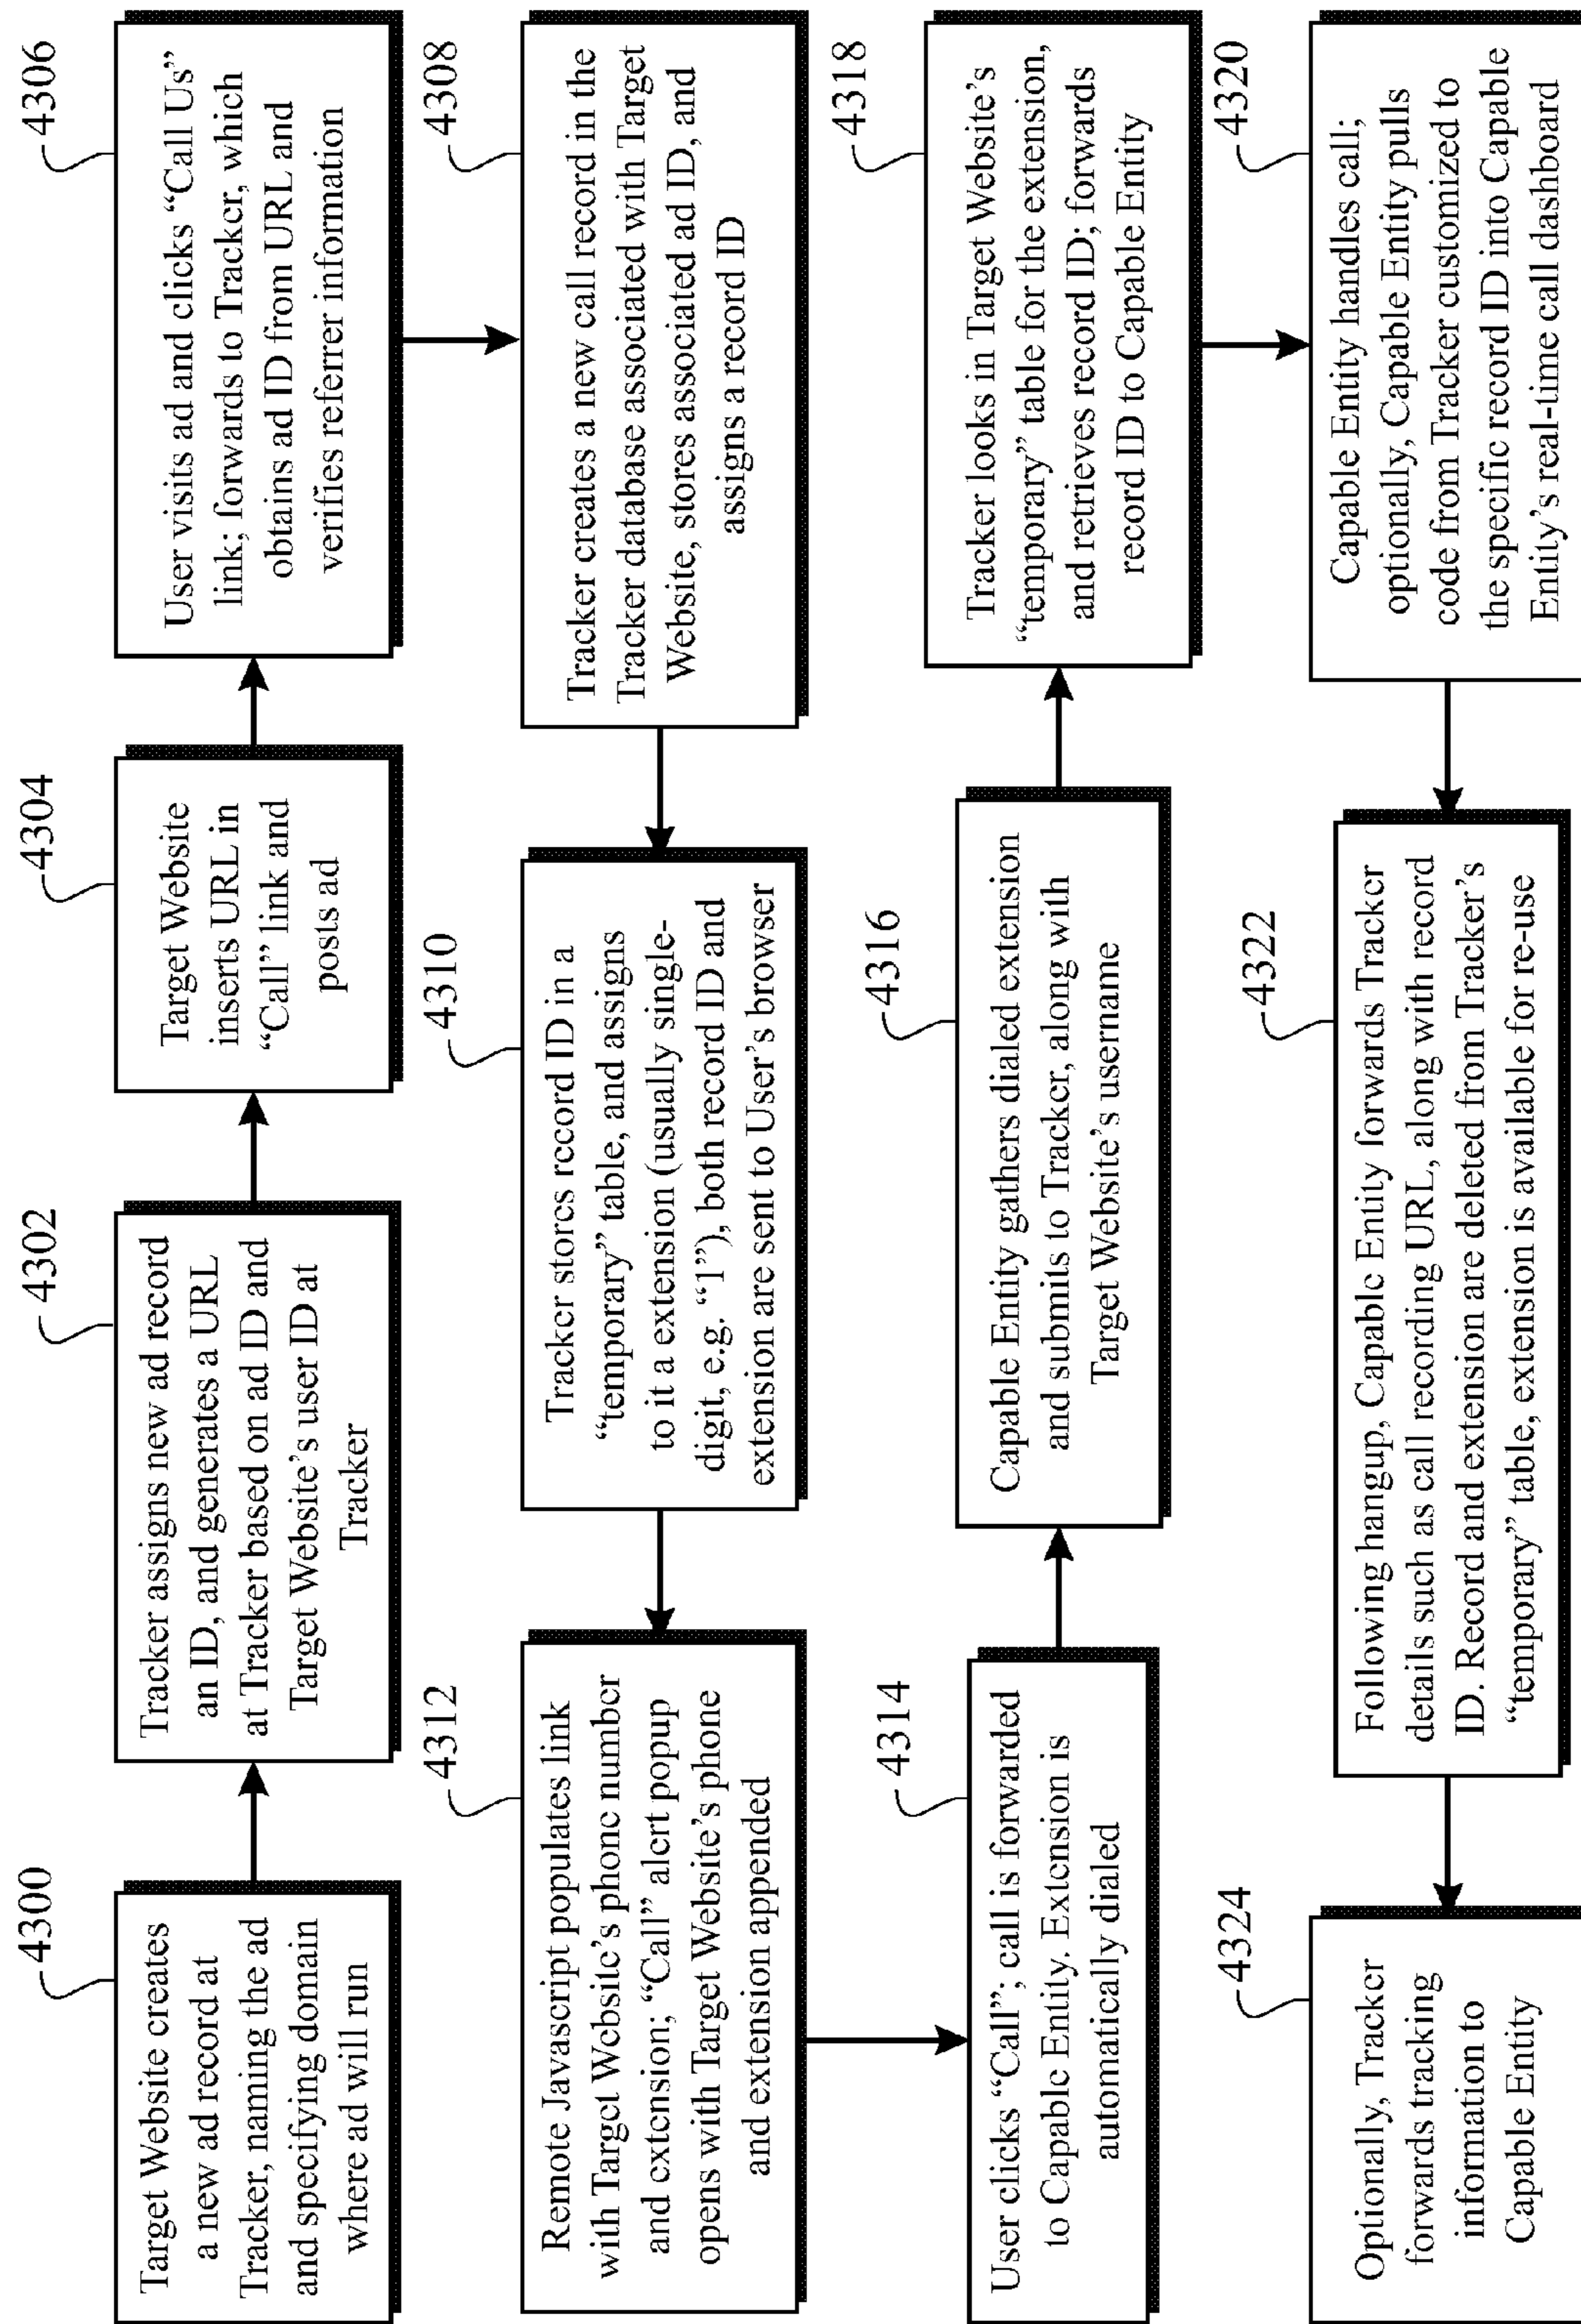 4300
Target Website creates
a new ad record at
Tracker, naming the ad
and specifying domain
where ad will run
4302
Tracker assigns new ad record
an ID, and generates a URL
at Tracker based on ad ID and
Target Website's user ID at
Tracker
4304
Target Website
inserts URL in
“Call” link and
posts ad
4306
User visits ad and clicks “Call Us”
link; forwards to Tracker, which
obtains ad ID from URL and
verifies referrer information
4308
Tracker creates a new call record in the
Tracker database associated with Target
Website, stores associated ad ID, and
assigns a record ID
4310
Tracker stores record ID in a
“temporary” table, and assigns
to it a extension (usually single-
digit, e.g. “1”), both record ID and
extension are sent to User's browser
4312
Remote Javascript populates link
with Target Website's phone number
and extension; “Call” alert popup
opens with Target Website's phone
and extension appended
4314
User clicks “Call”; call is forwarded
to Capable Entity. Extension is
automatically dialed
4316
Capable Entity gathers dialed extension
and submits to Tracker, along with
Target Website's username
4318
Tracker looks in Target Website's
“temporary” table for the extension,
and retrieves record ID; forwards
record ID to Capable Entity
4320
Capable Entity handles call;
optionally, Capable Entity pulls
code from Tracker customized to
the specific record ID into Capable
Entity's real-time call dashboard
4322
Following hangup, Capable Entity forwards Tracker
details such as call recording URL, along with record
ID. Record and extension are deleted from Tracker's
“temporary” table, extension is available for re-use
4324
Optionally, Tracker
forwards tracking
information to
Capable Entity